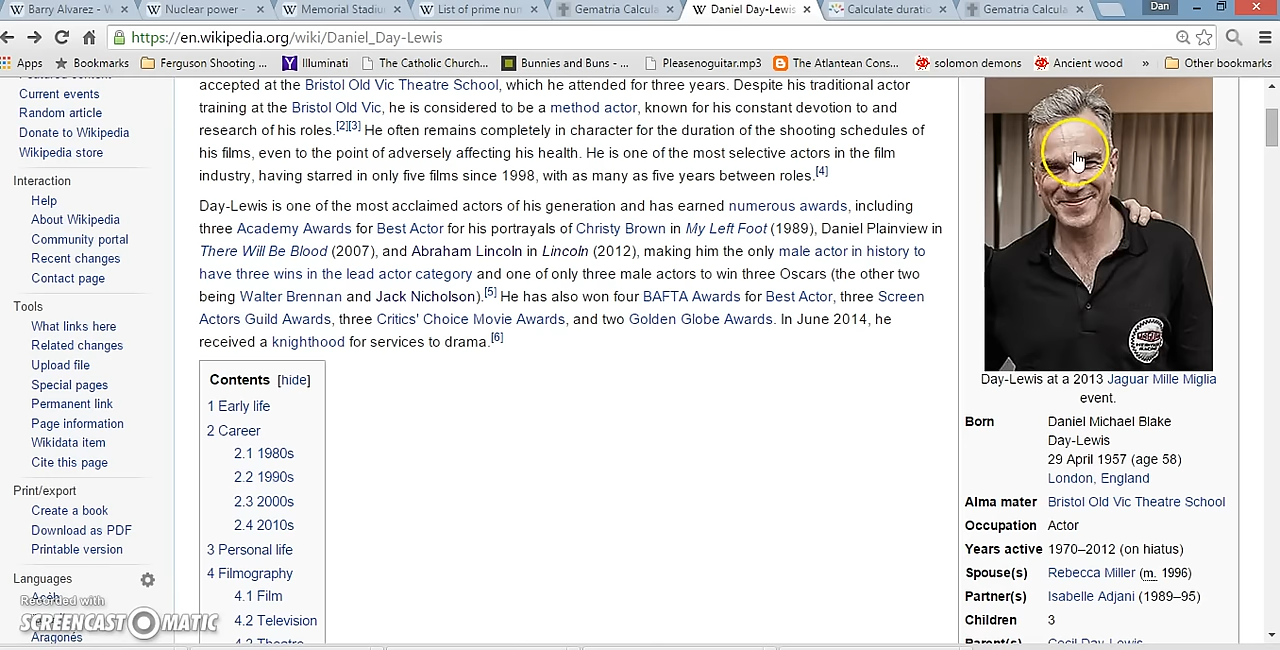 Barry Alvarez - W
Nuclear power -
Memorial Stadiu
List of prime num
Gematria Calcula
Daniel Day-Lewis
Calculate duratio
Gematria Calcula
Dan
https://en.wikipedia.org/wiki/Daniel_Day-Lewis
Apps
Bookmarks
Ferguson Shooting ...
Illuminati
The Catholic Church...
Bunnies and Buns - ...
Pleasenoguitar.mp3
The Atlantean Cons...
solomon demons
Ancient wood
»
Other bookmarks
Current events
Random article
Donate to Wikipedia
Wikipedia store
Interaction
Help
About Wikipedia
Community portal
Recent changes
Contact page
Tools
What links here
Related changes
Upload file
Special pages
Permanent link
Page information
Wikidata item
Cite this page
Print/export
Create a book
Download as PDF
Printable version
Languages
Aragonés
Recorded with
SCREENCAST-O-MATIC
accepted at the Bristol Old Vic Theatre School, which he attended for three years. Despite his traditional actor
training at the Bristol Old Vic, he is considered to be a method actor, known for his constant devotion to and
research of his roles.[2][3] He often remains completely in character for the duration of the shooting schedules of
his films, even to the point of adversely affecting his health. He is one of the most selective actors in the film
industry, having starred in only five films since 1998, with as many as five years between roles.[4]
Day-Lewis is one of the most acclaimed actors of his generation and has earned numerous awards, including
three Academy Awards for Best Actor for his portrayals of Christy Brown in My Left Foot (1989), Daniel Plainview in
There Will Be Blood (2007), and Abraham Lincoln in Lincoln (2012), making him the only male actor in history to
have three wins in the lead actor category and one of only three male actors to win three Oscars (the other two
being Walter Brennan and Jack Nicholson).[5] He has also won four BAFTA Awards for Best Actor, three Screen
Actors Guild Awards, three Critics' Choice Movie Awards, and two Golden Globe Awards. In June 2014, he
received a knighthood for services to drama.[6]
Contents [hide]
1 Early life
2 Career
2.1 1980s
2.2 1990s
2.3 2000s
2.4 2010s
3 Personal life
4 Filmography
4.1 Film
4.2 Television
4.3 Theatre
Day-Lewis at a 2013 Jaguar Mille Miglia
event.
Born Daniel Michael Blake
Day-Lewis
29 April 1957 (age 58)
London, England
Alma mater Bristol Old Vic Theatre School
Occupation Actor
Years active 1970–2012 (on hiatus)
Spouse(s) Rebecca Miller (m. 1996)
Partner(s) Isabelle Adjani (1989–95)
Children 3
Parent(s) Cecil Day-Lewis